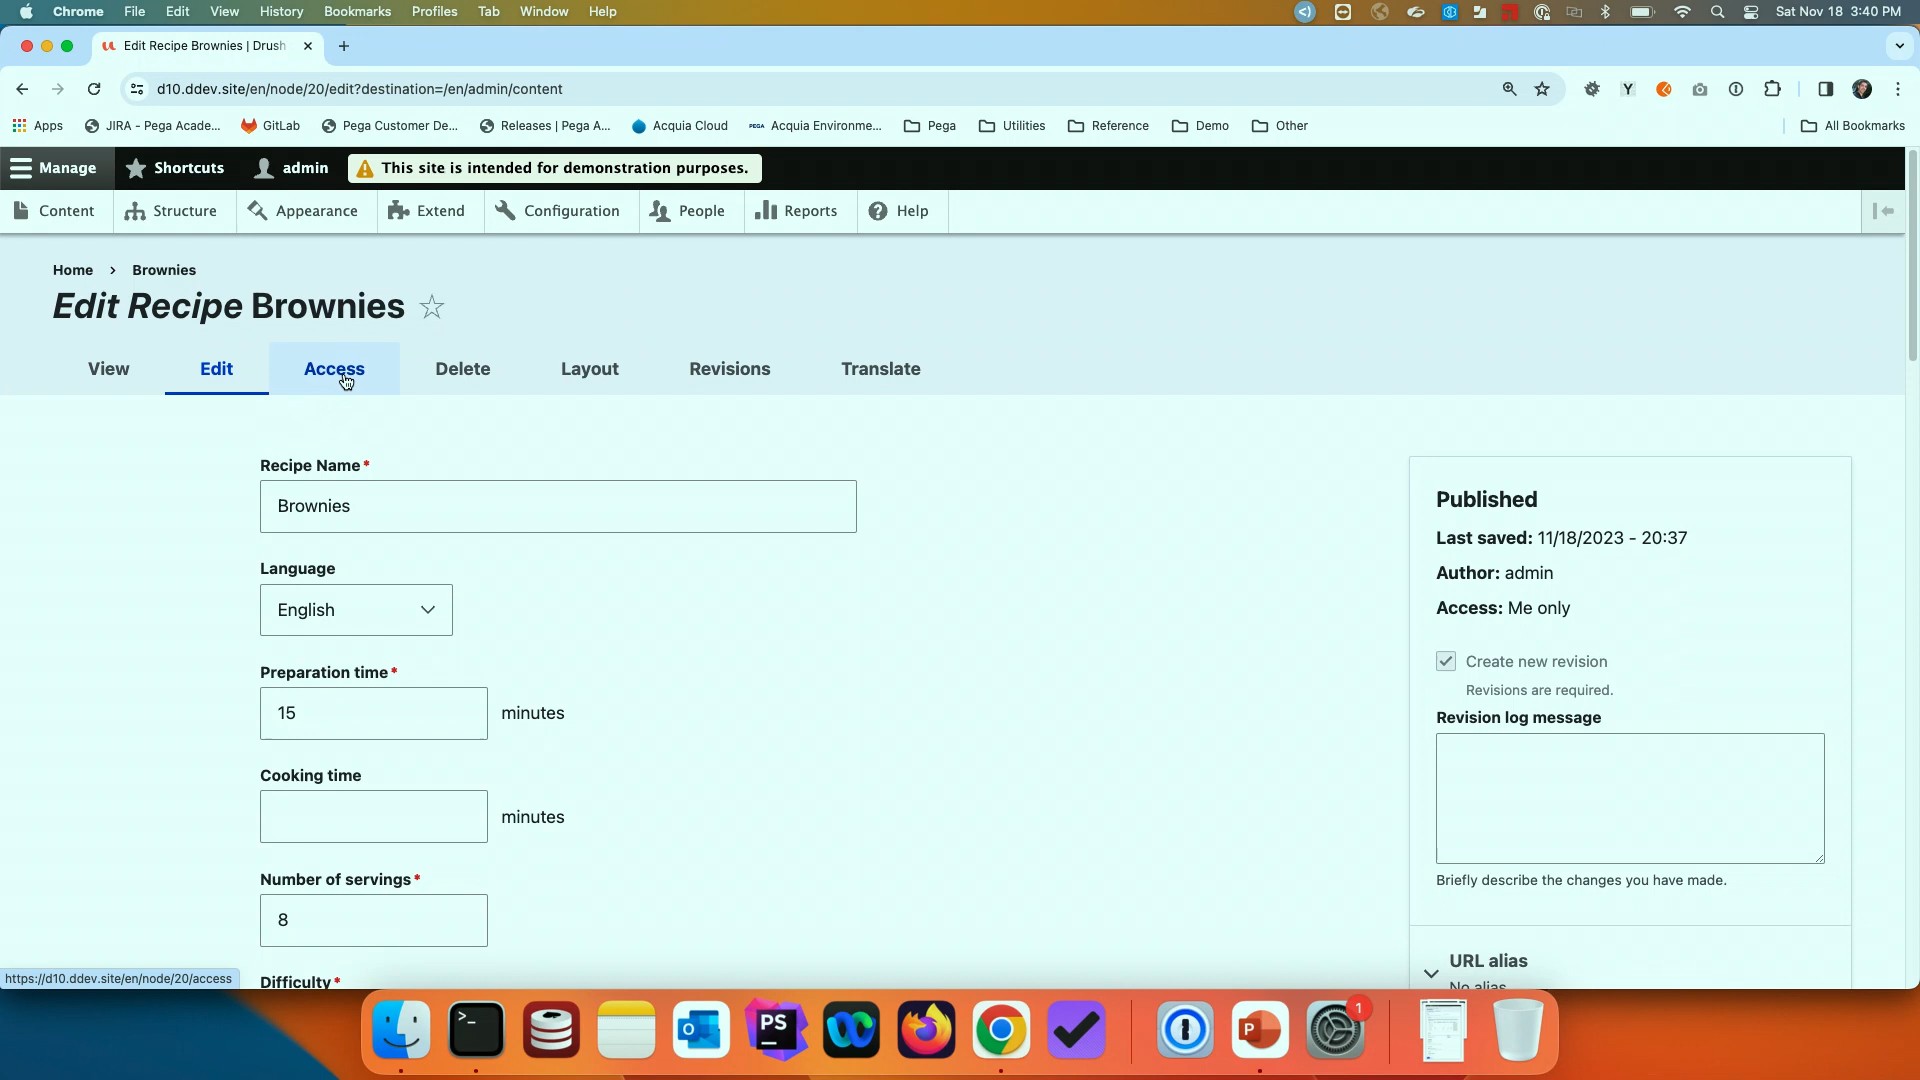 Chrome File Edit View History Bookmarks Profiles Tab Window Help Sat Nov 18 3:40 PM
Edit Recipe Brownies | Drush
d10.ddev.site/en/node/20/edit?destination=/en/admin/content
Apps JIRA - Pega Acade... GitLab Pega Customer De... Releases | Pega A... Acquia Cloud PEGA Acquia Environme... Pega Utilities Reference Demo Other All Bookmarks
Manage Shortcuts admin This site is intended for demonstration purposes.
Content Structure Appearance Extend Configuration People Reports Help
Home › Brownies
Edit Recipe Brownies
View Edit Access Delete Layout Revisions Translate
Recipe Name*
Brownies
Language
English
Preparation time*
15 minutes
Cooking time
minutes
Number of servings*
8
Difficulty*
Published
Last saved: 11/18/2023 - 20:37
Author: admin
Access: Me only
Create new revision
Revisions are required.
Revision log message
Briefly describe the changes you have made.
URL alias
No alias
https://d10.ddev.site/en/node/20/access
PS
1